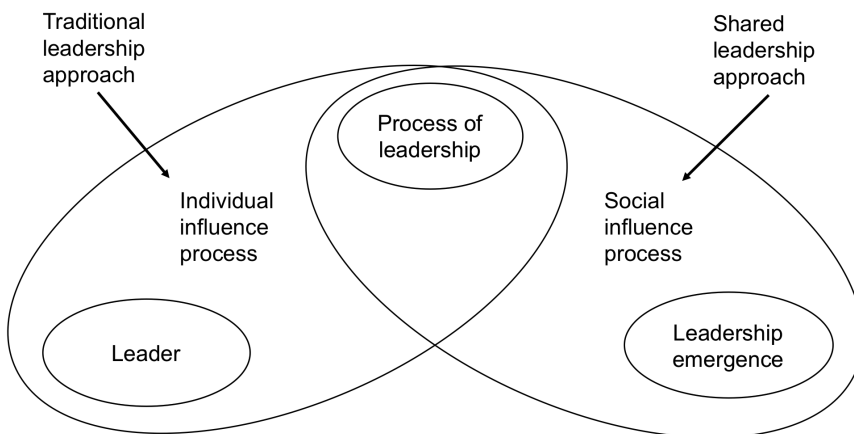 Traditional
leadership
approach
Shared
leadership
approach
Process of
leadership
Individual
influence
process
Social
influence
process
Leader
Leadership
emergence